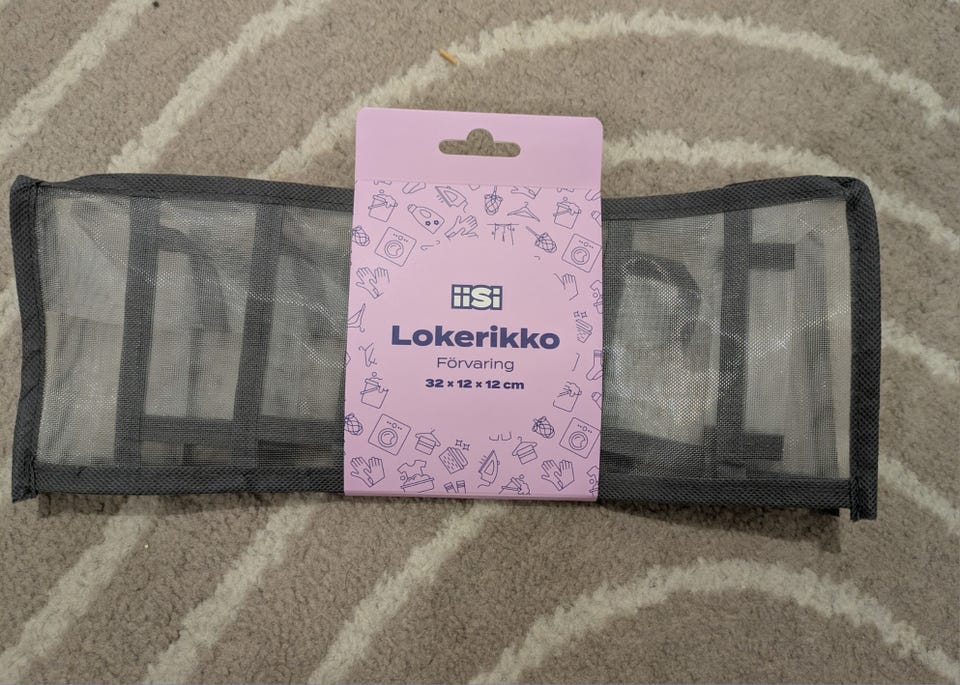 iiSi
Lokerikko
Förvaring
32 x 12 x 12 cm